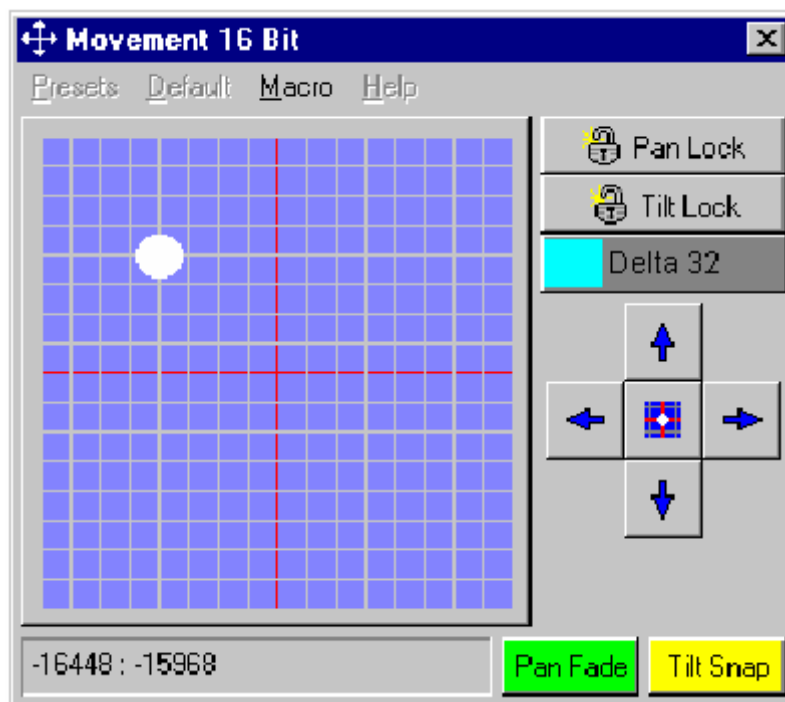 Movement 16 Bit
Presets Default Macro Help
Pan Lock
Tilt Lock
Delta 32
-16448 : -15968
Pan Fade
Tilt Snap